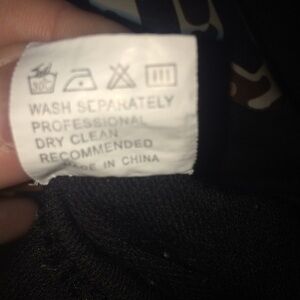 WASH SEPARATELY
PROFESSIONAL
DRY CLEAN
RECOMMENDED
MADE IN CHINA